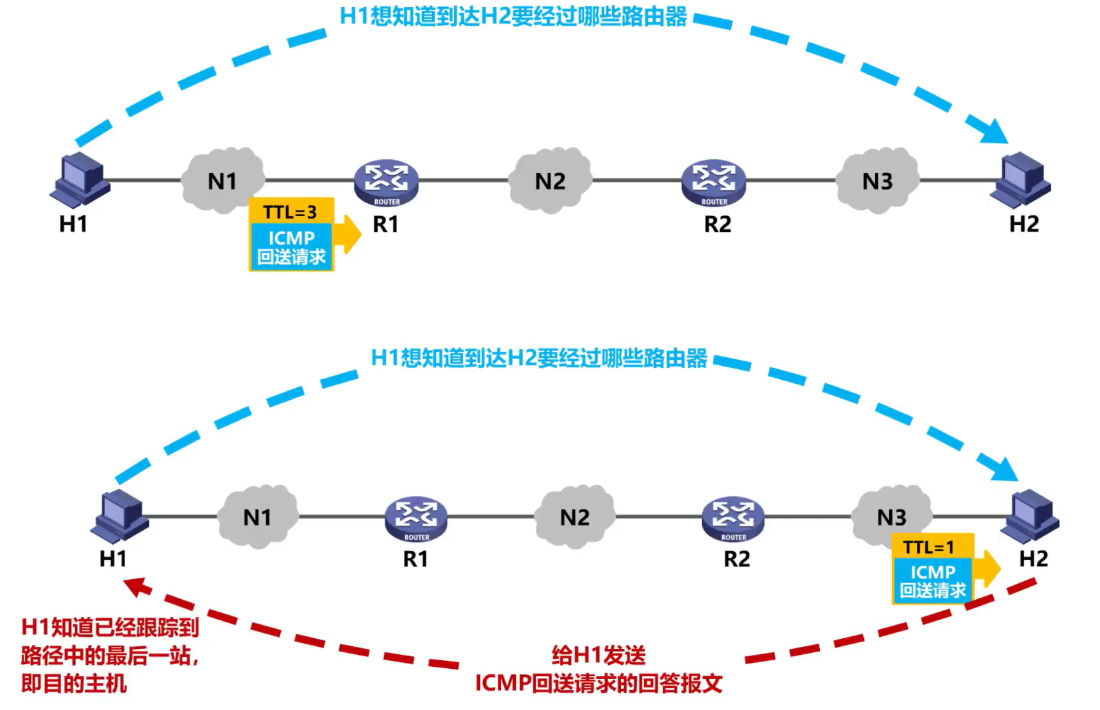 H1想知道到达H2要经过哪些路由器
N1
N2
N3
ROUTER
ROUTER
H1
R1
R2
H2
TTL=3
ICMP
回送请求
H1想知道到达H2要经过哪些路由器
N1
N2
N3
ROUTER
ROUTER
H1
R1
R2
H2
TTL=1
ICMP
回送请求
H1知道已经跟踪到
路径中的最后一站,
即目的主机
给H1发送
ICMP回送请求的回答报文